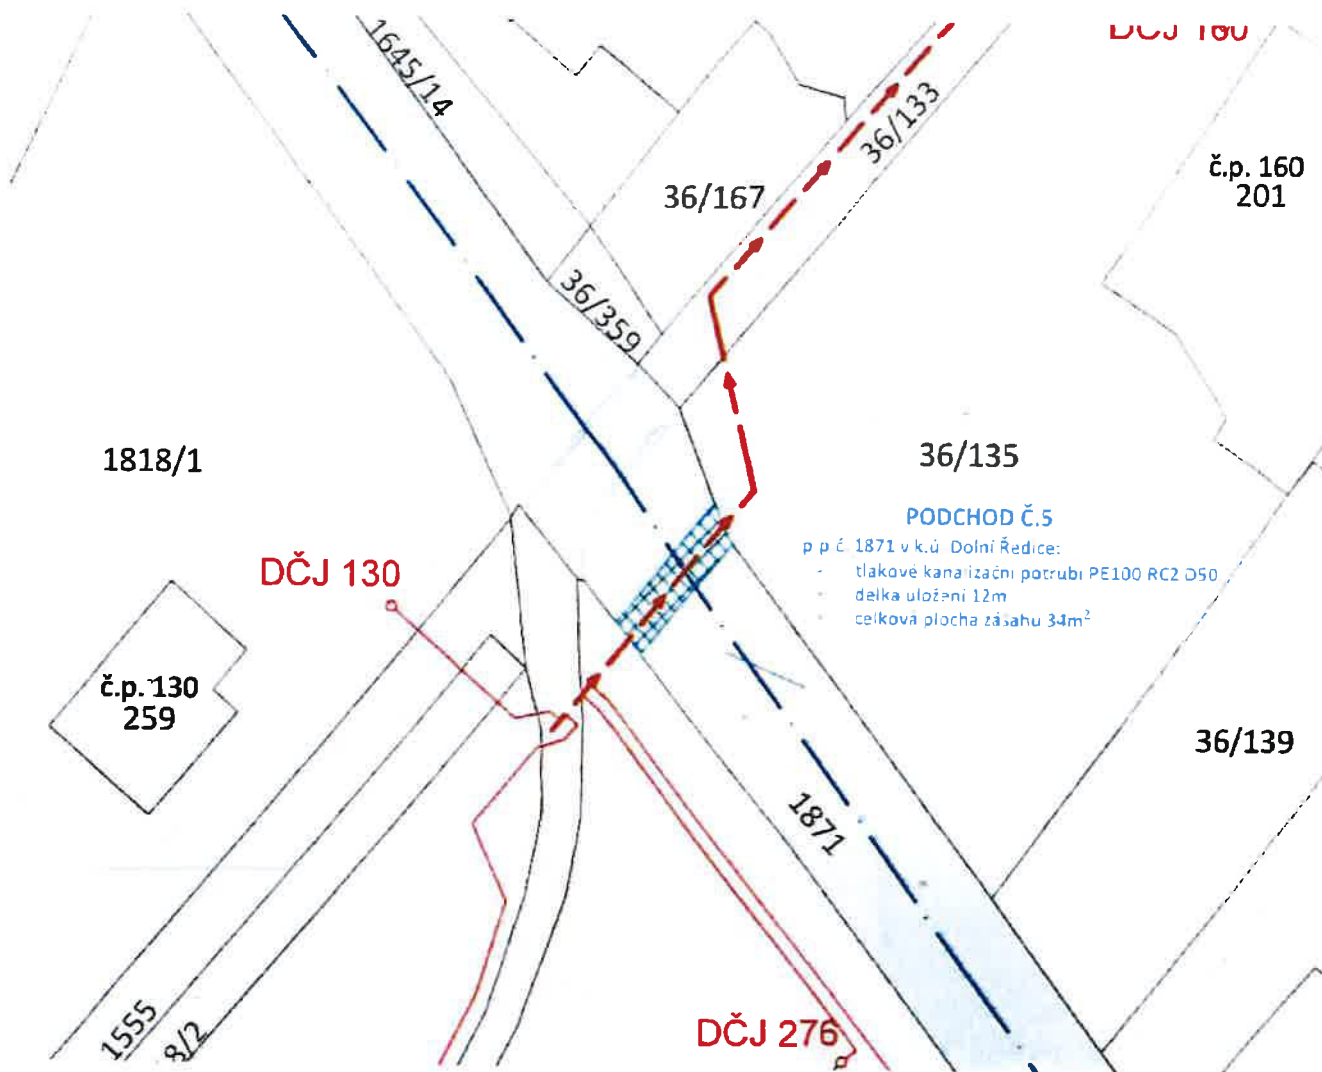 DČJ 160
1645/14
36/133
č.p. 160
201
36/167
36/359
1818/1
36/135
PODCHOD Č.5
p.p.č. 1871 v k.ú. Dolní Ředice:
- tlakové kanalizační potrubí PE100 RC2 D50
- délka uložení 12m
- celková plocha zásahu 34m²
DČJ 130
č.p. 130
259
36/139
1871
1555
8/2
DČJ 276